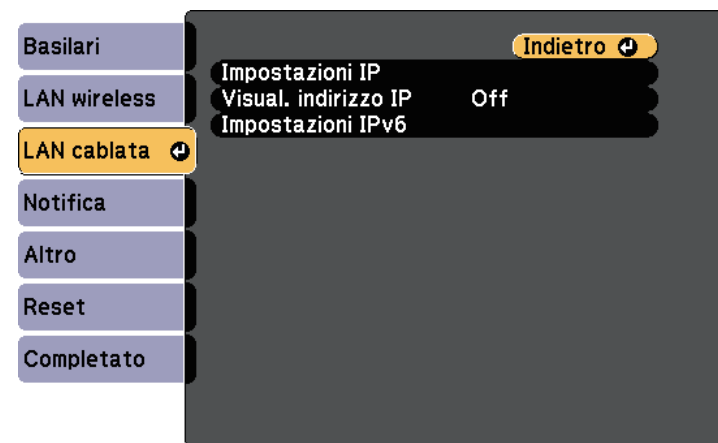 Basilari
LAN wireless
LAN cablata
Notifica
Altro
Reset
Completato
Indietro
Impostazioni IP
Visual. indirizzo IP Off
Impostazioni IPv6